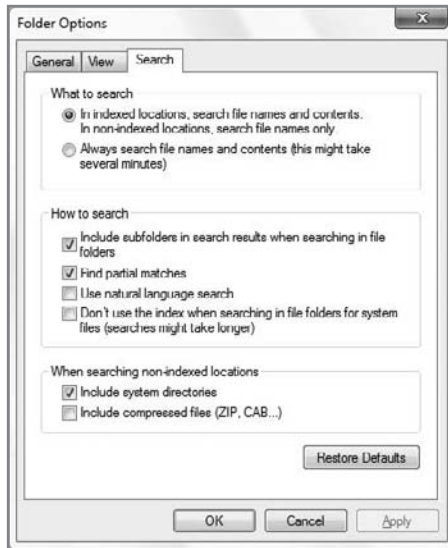 Folder Options
General View Search
What to search
In indexed locations, search file names and contents.
In non-indexed locations, search file names only.
Always search file names and contents (this might take
several minutes)
How to search
Include subfolders in search results when searching in file
folders
Find partial matches
Use natural language search
Don't use the index when searching in file folders for system
files (searches might take longer)
When searching non-indexed locations
Include system directories
Include compressed files (ZIP, CAB...)
Restore Defaults
OK Cancel Apply